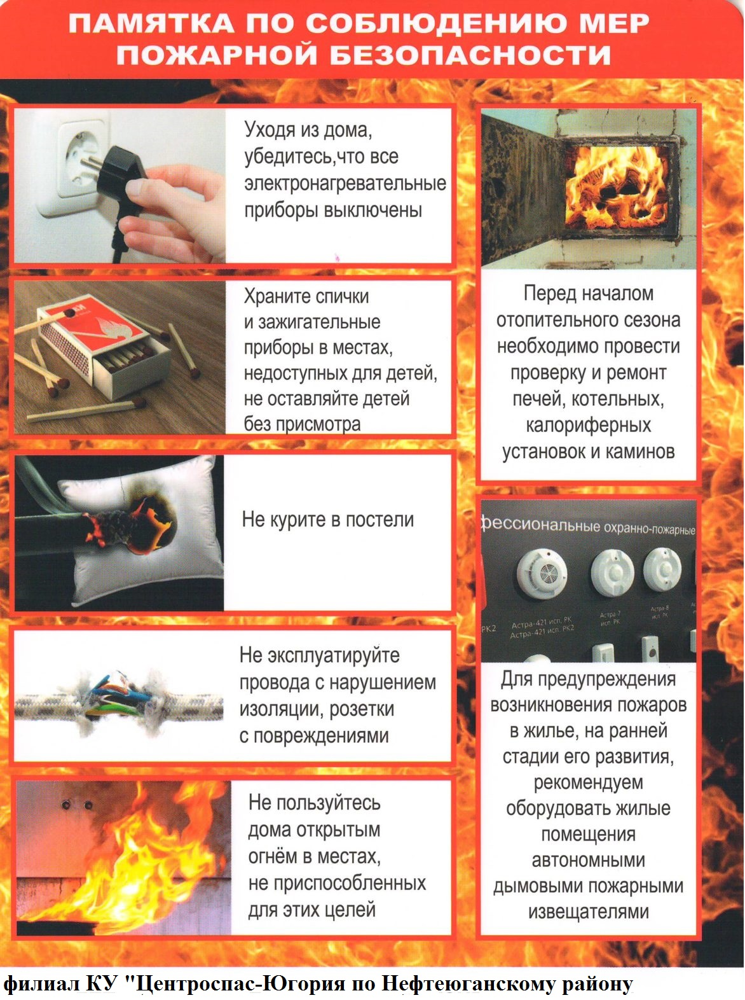 ПАМЯТКА ПО СОБЛЮДЕНИЮ МЕР
ПОЖАРНОЙ БЕЗОПАСНОСТИ
Уходя из дома,
убедитесь,что все
электронагревательные
приборы выключены
Храните спички
и зажигательные
приборы в местах,
недоступных для детей,
не оставляйте детей
без присмотра
Не курите в постели
Не эксплуатируйте
провода с нарушением
изоляции, розетки
с повреждениями
Не пользуйтесь
дома открытым
огнём в местах,
не приспособленных
для этих целей
Перед началом
отопительного сезона
необходимо провести
проверку и ремонт
печей, котельных,
калориферных
установок и каминов
фессиональные охранно-пожарные
РК2
Астра-421 исп. РК
Астра-421 исп. РК2
Астра-7
исп. РК
Астра-8
исп. РК
Для предупреждения
возникновения пожаров
в жилье, на ранней
стадии его развития,
рекомендуем
оборудовать жилые
помещения
автономными
дымовыми пожарными
извещателями
филиал КУ "Центроспас-Югория по Нефтеюганскому району